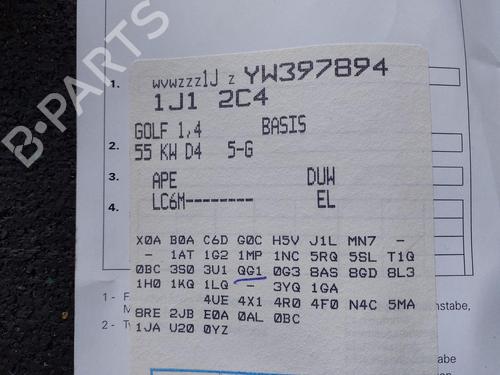 B-PARTS
1.
wvwzzz1J z YW397894
1J1 2C4
GOLF 1,4 BASIS
2.
55 KW D4 5-G
3.
APE DUW
4.
LC6M-------- EL
X0A B0A C6D G0C H5V J1L MN7 -
- 1AT 1G2 1MP 1NC 5RQ 5SL T1Q
0BC 3S0 3U1 QG1 0G3 8AS 8GD 8L3
1H0 1KQ 1LQ - 3YQ 1GA
4UE 4X1 4R0 4F0 N4C 5MA
8RE 2JB E0A 0AL 0BC
1JA U20 0YZ
1 -
nstabe,
2 -